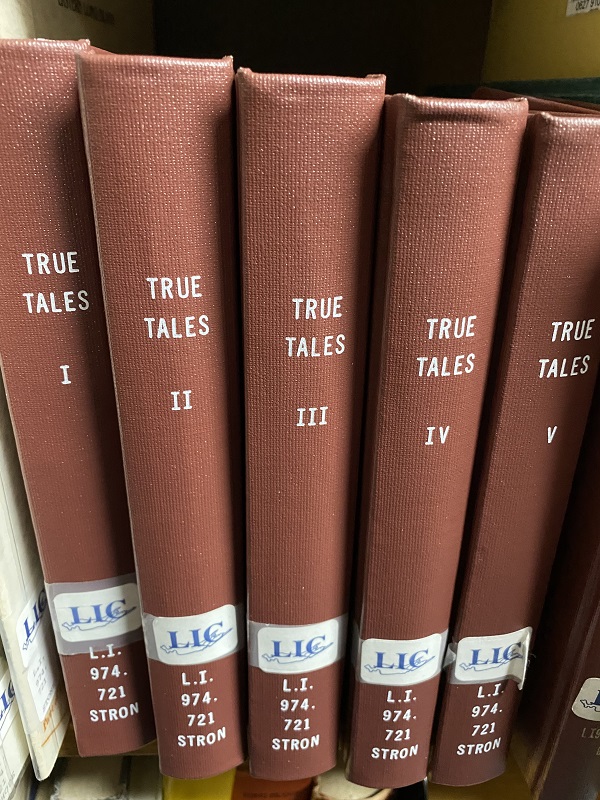 TRUE
TALES
I
LIC
L.I.
974.
721
STRON
TRUE
TALES
II
LIC
L.I.
974.
721
STRON
TRUE
TALES
III
LIC
L.I.
974.
721
STRON
TRUE
TALES
IV
LIC
L.I.
974.
721
STRON
TRUE
TALES
V
LIC
L.I.
974.
721
STRON